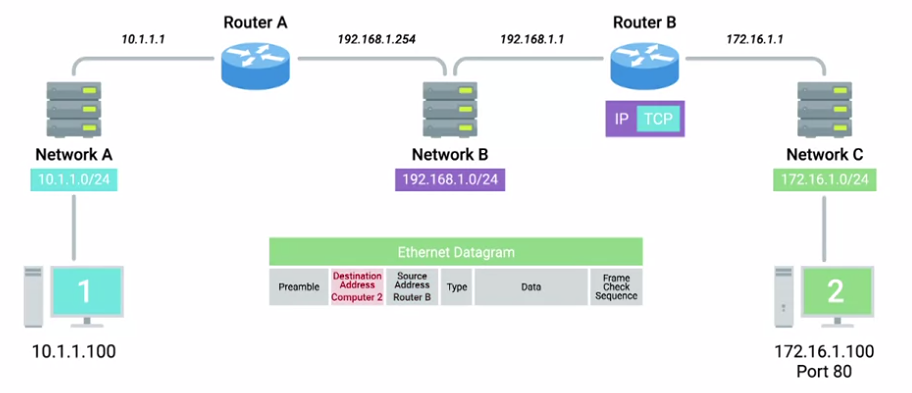 Router A
Router B
10.1.1.1
192.168.1.254
192.168.1.1
172.16.1.1
IP TCP
Network A
Network B
Network C
10.1.1.0/24
192.168.1.0/24
172.16.1.0/24
Ethernet Datagram
Preamble
Destination
Address
Computer 2
Source
Address
Router B
Type
Data
Frame
Check
Sequence
1
2
10.1.1.100
172.16.1.100
Port 80